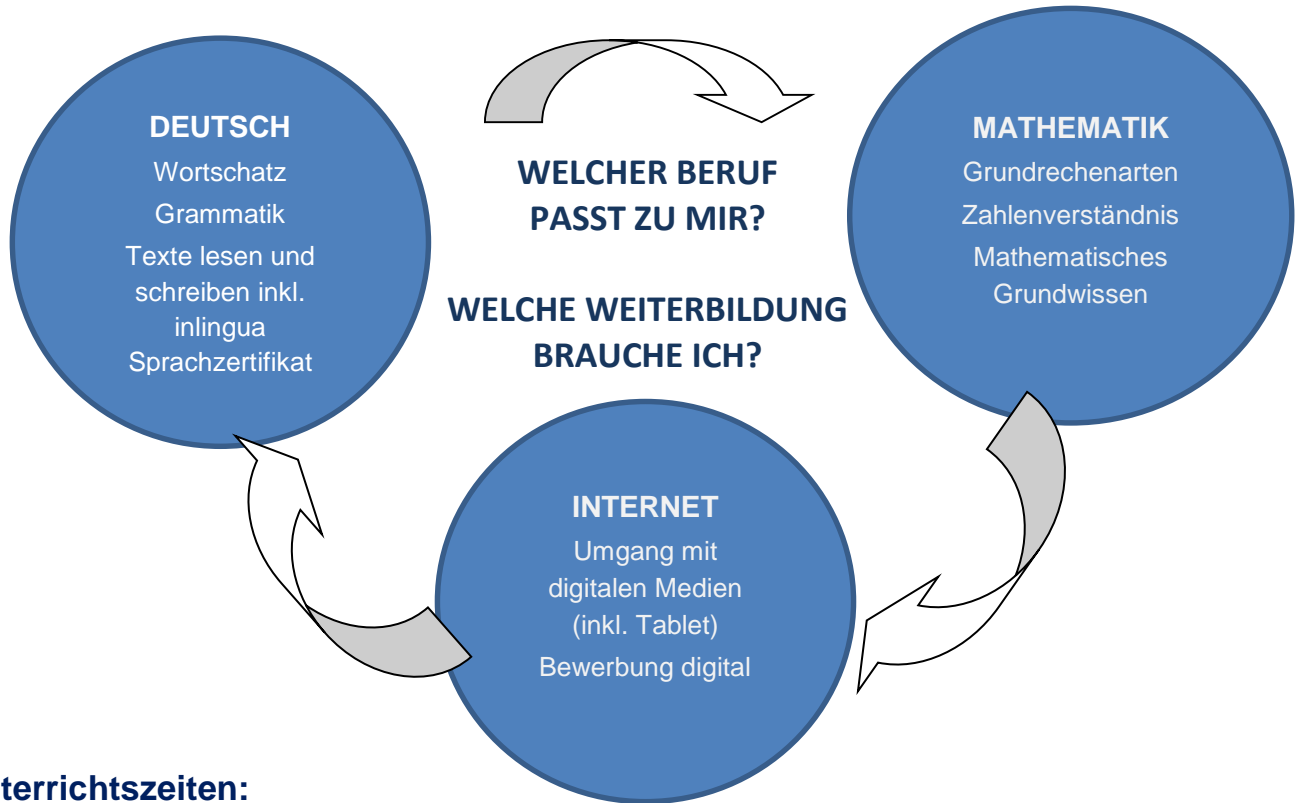 DEUTSCH
Wortschatz
Grammatik
Texte lesen und
schreiben inkl.
inlingua
Sprachzertifikat
WELCHER BERUF
PASST ZU MIR?
WELCHE WEITERBILDUNG
BRAUCHE ICH?
MATHEMATIK
Grundrechenarten
Zahlenverständnis
Mathematisches
Grundwissen
INTERNET
Umgang mit
digitalen Medien
(inkl. Tablet)
Bewerbung digital
terrichtszeiten: